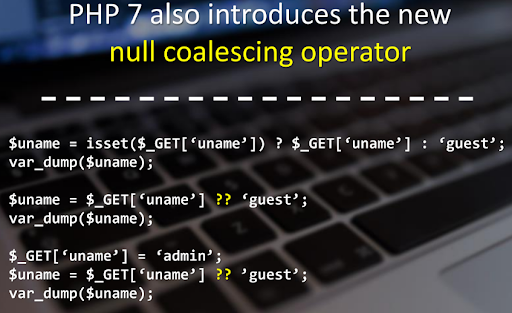 PHP 7 also introduces the new
null coalescing operator
$uname = isset($_GET[‘uname’]) ? $_GET[‘uname’] : ‘guest’;
var_dump($uname);
$uname = $_GET[‘uname’] ?? ‘guest’;
var_dump($uname);
$_GET[‘uname’] = ‘admin’;
$uname = $_GET[‘uname’] ?? ’guest’;
var_dump($uname);